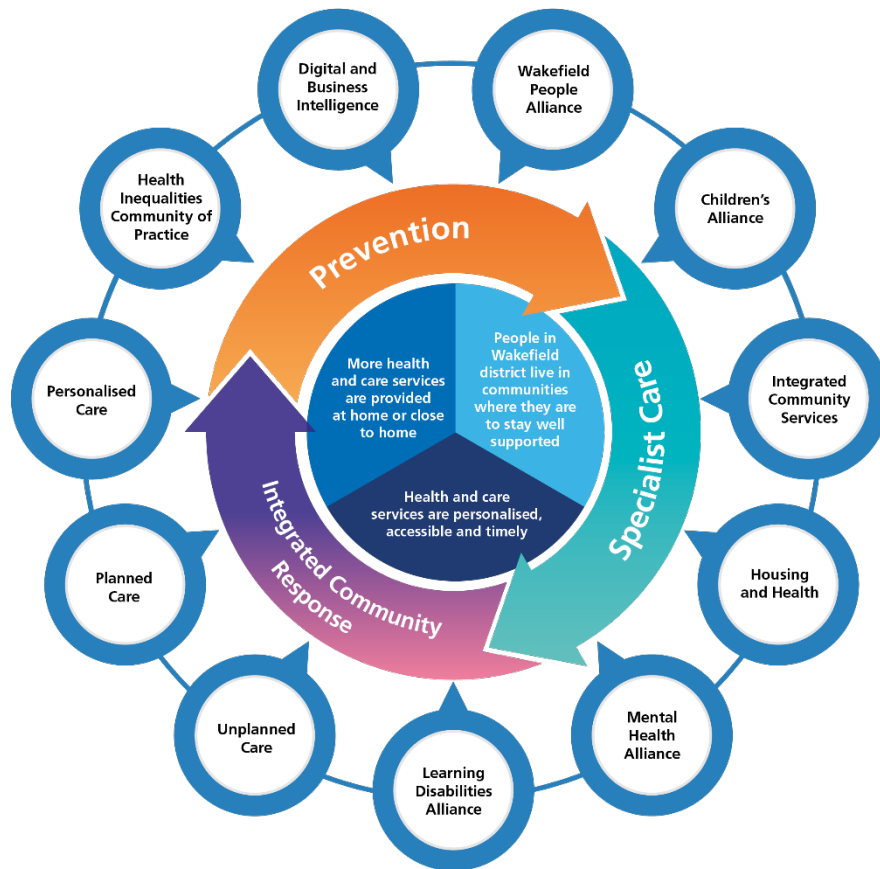 Digital and
Business
Intelligence
Wakefield
People
Alliance
Children's
Alliance
Integrated
Community
Services
Housing
and Health
Mental
Health
Alliance
Learning
Disabilities
Alliance
Unplanned
Care
Planned
Care
Personalised
Care
Health
Inequalities
Community of
Practice
Prevention
Specialist Care
Integrated Community
Response
More health
and care services
are provided
at home or close
to home
People in
Wakefield
district live in
communities
where they are
to stay well
supported
Health and care
services are personalised,
accessible and timely